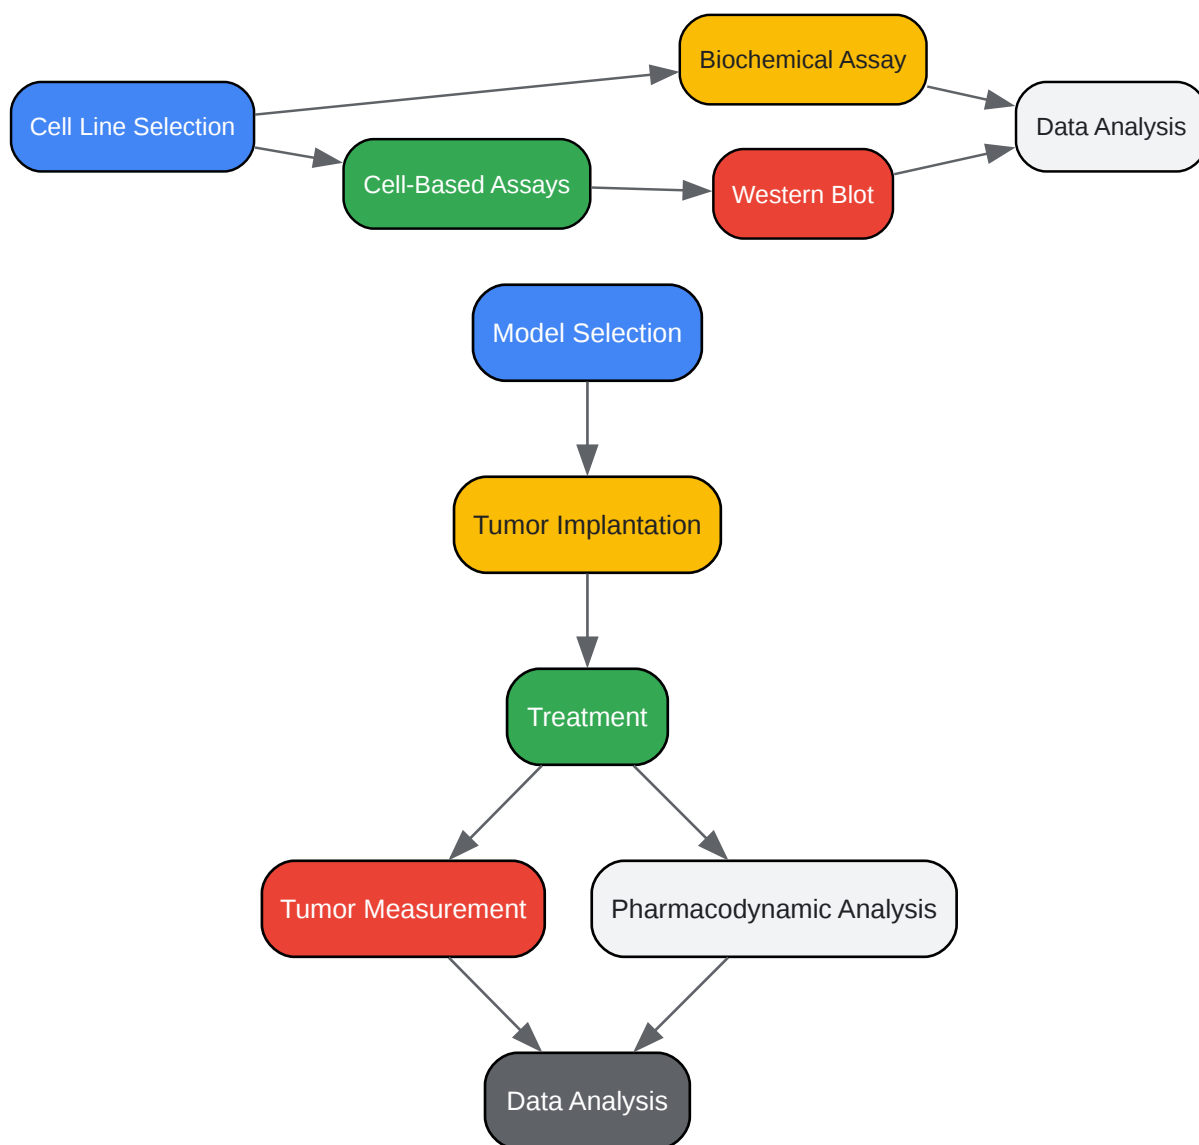 Biochemical Assay
Cell Line Selection
Data Analysis
Cell-Based Assays
Western Blot
Model Selection
Tumor Implantation
Treatment
Tumor Measurement
Pharmacodynamic Analysis
Data Analysis